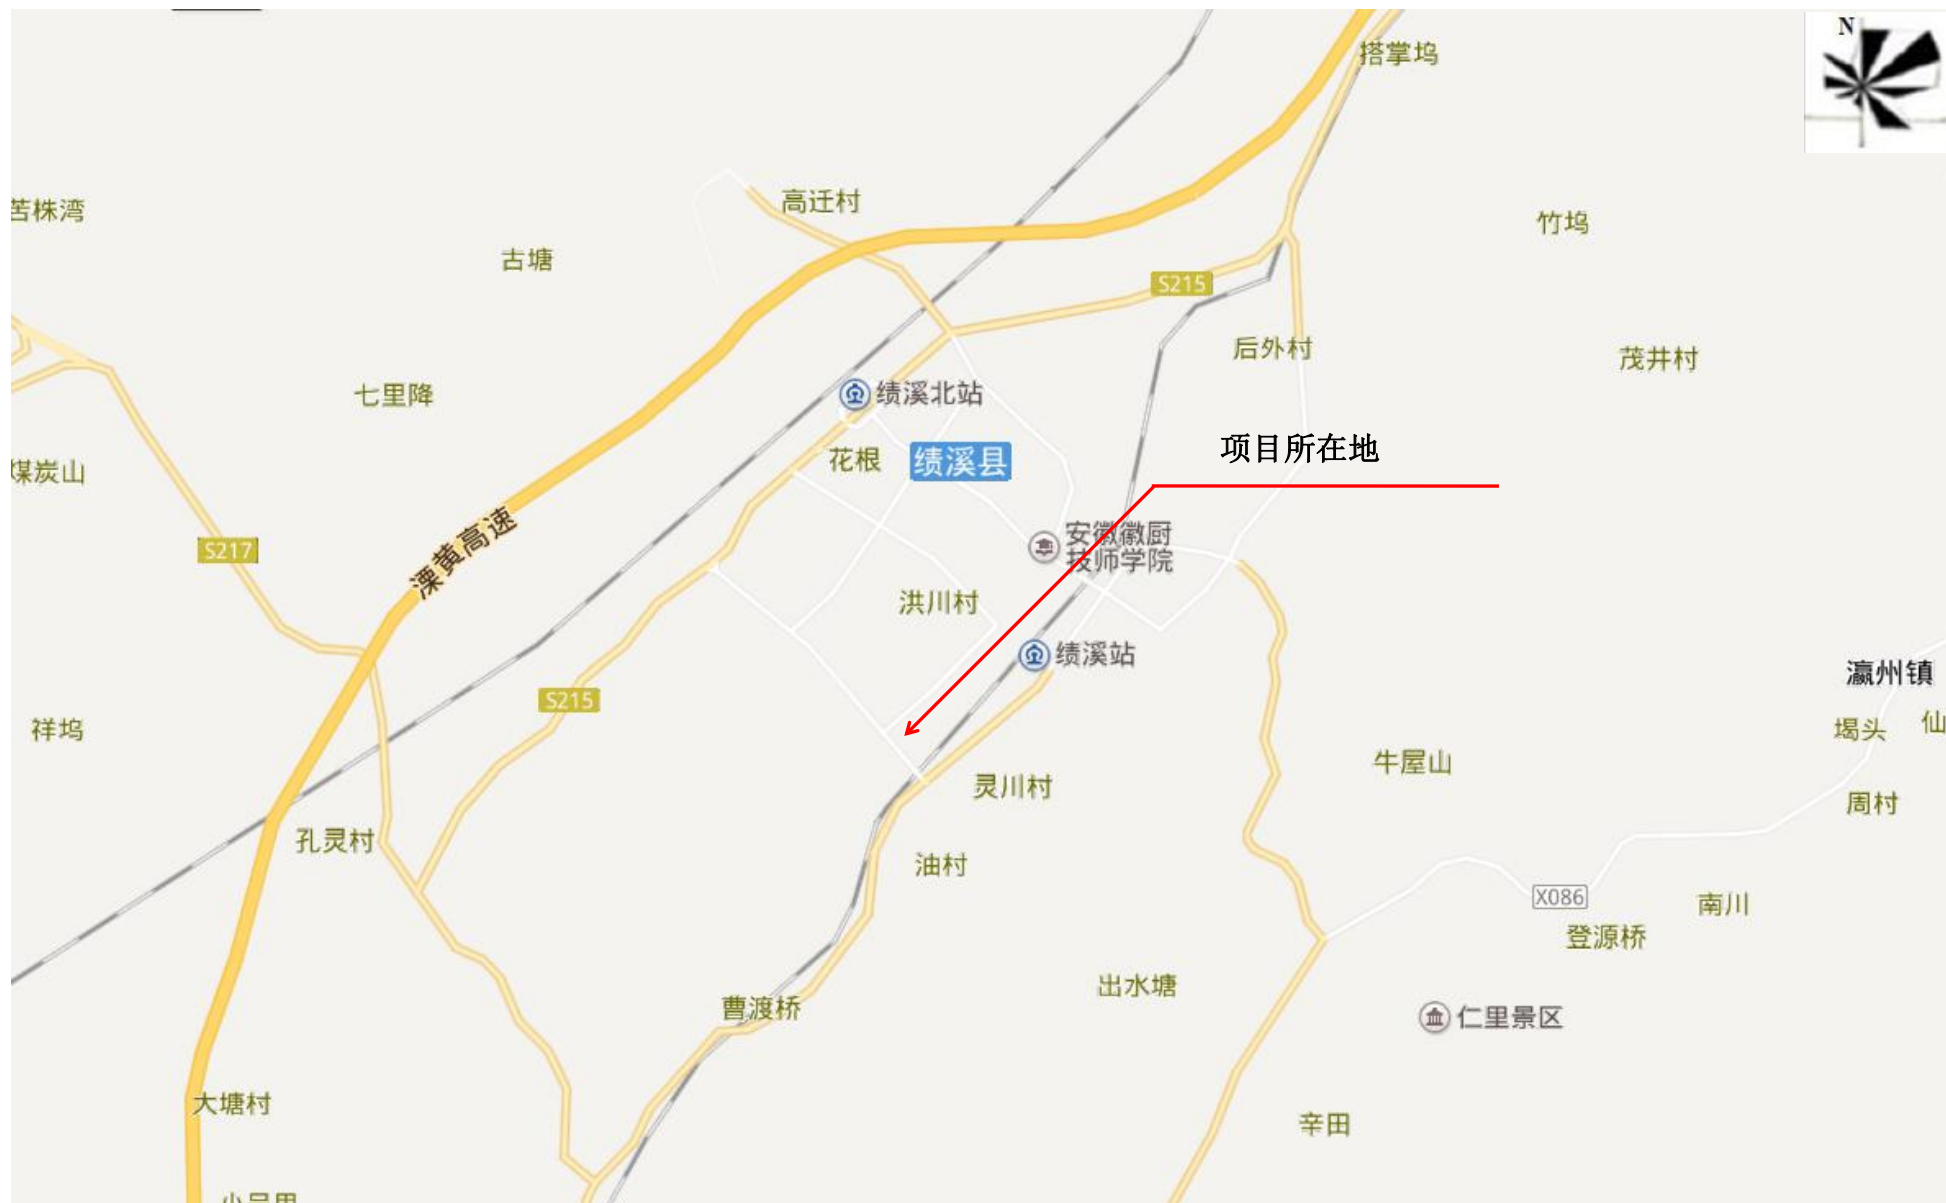 N
搭掌坞
苦株湾
高迁村
竹坞
古塘
S215
后外村
茂井村
七里降
绩溪北站
项目所在地
花根
绩溪县
煤炭山
溧黄高速
S217
安徽徽厨
技师学院
洪川村
绩溪站
瀛州镇
S215
祥坞
堨头
仙
牛屋山
灵川村
周村
孔灵村
油村
X086
南川
登源桥
出水塘
曹渡桥
仁里景区
大塘村
辛田